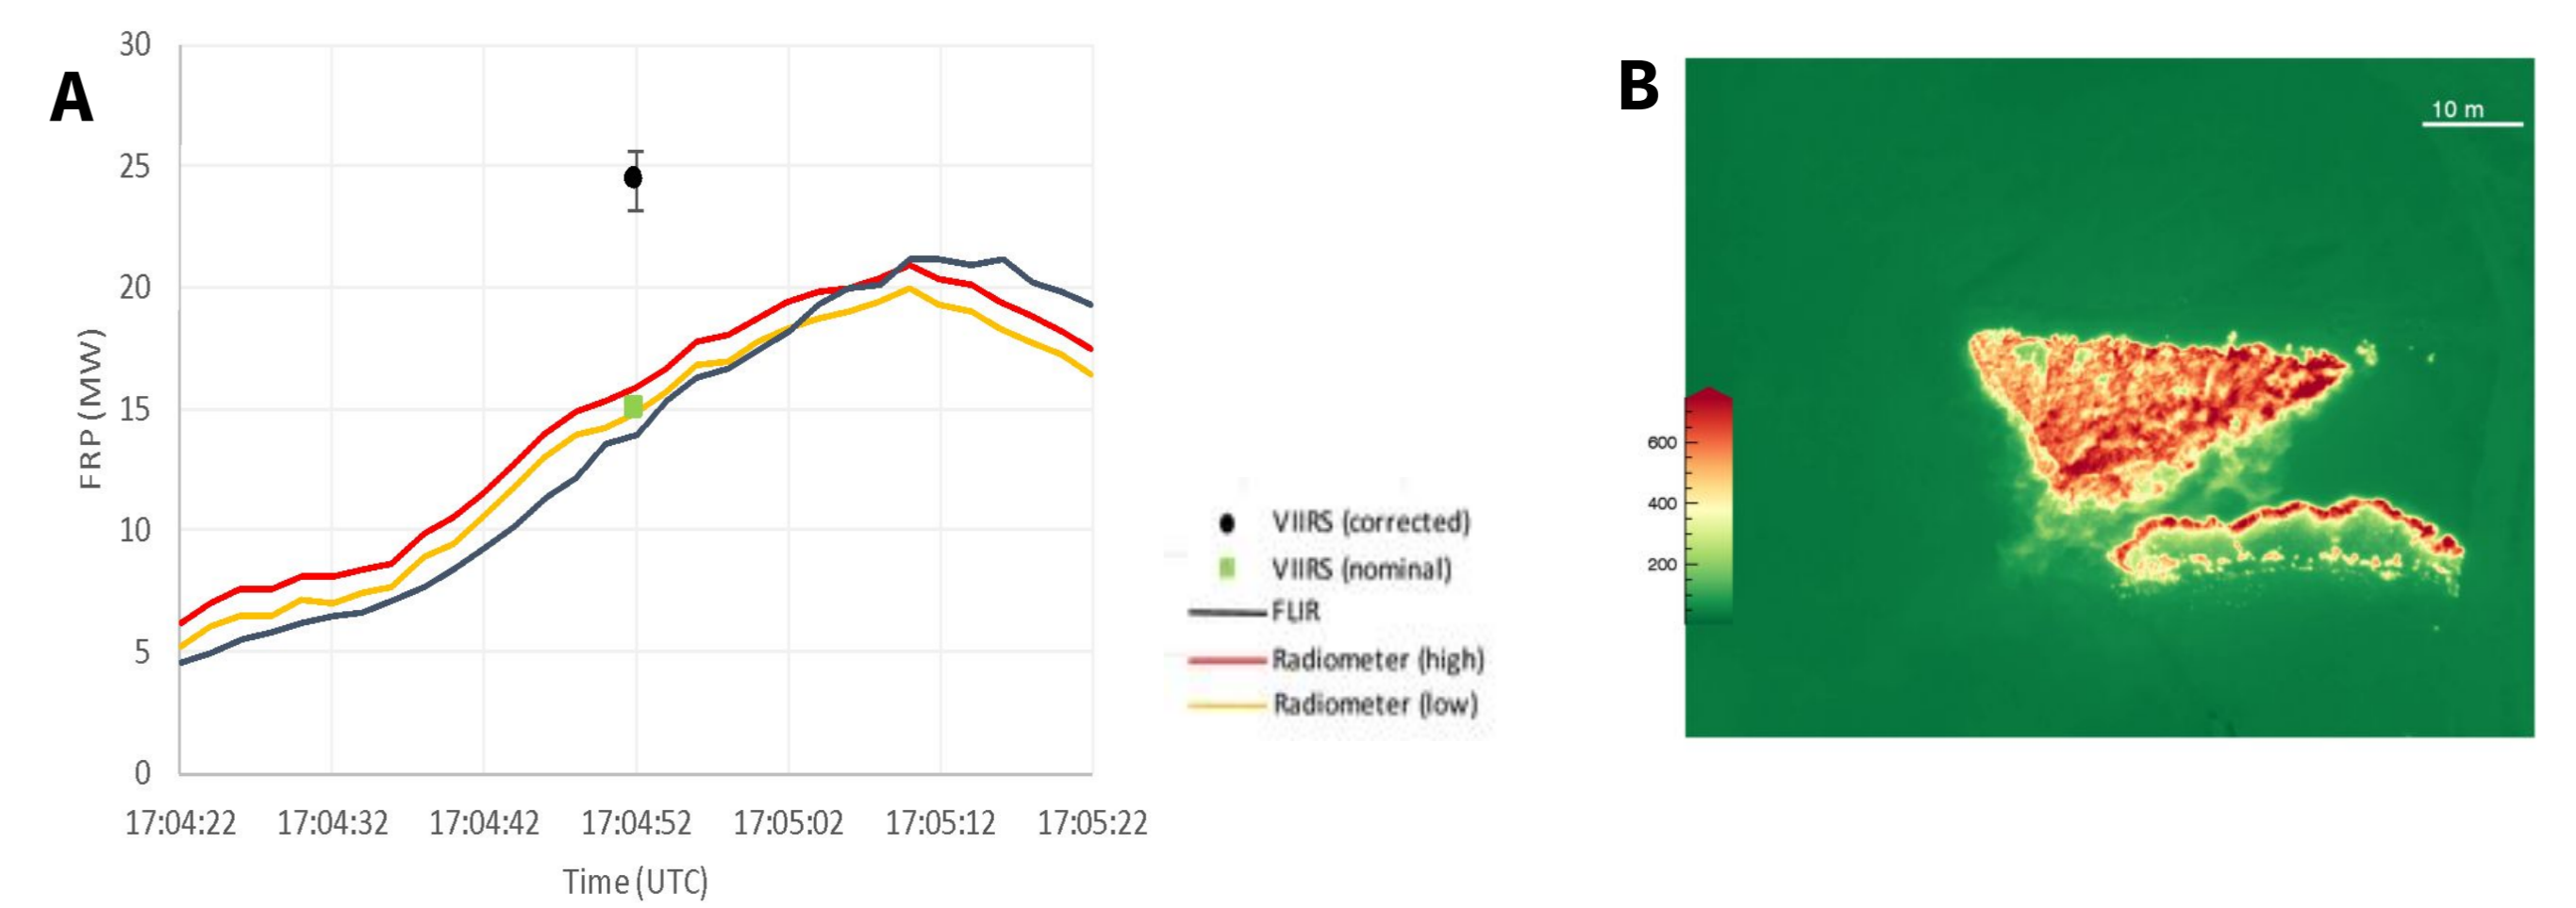 A
30
25
20
15
10
5
0
FRP (MW)
17:04:22 17:04:32 17:04:42 17:04:52 17:05:02 17:05:12 17:05:22
Time (UTC)
VIIRS (corrected)
VIIRS (nominal)
FLIR
Radiometer (high)
Radiometer (low)
B
10 m
600
400
200